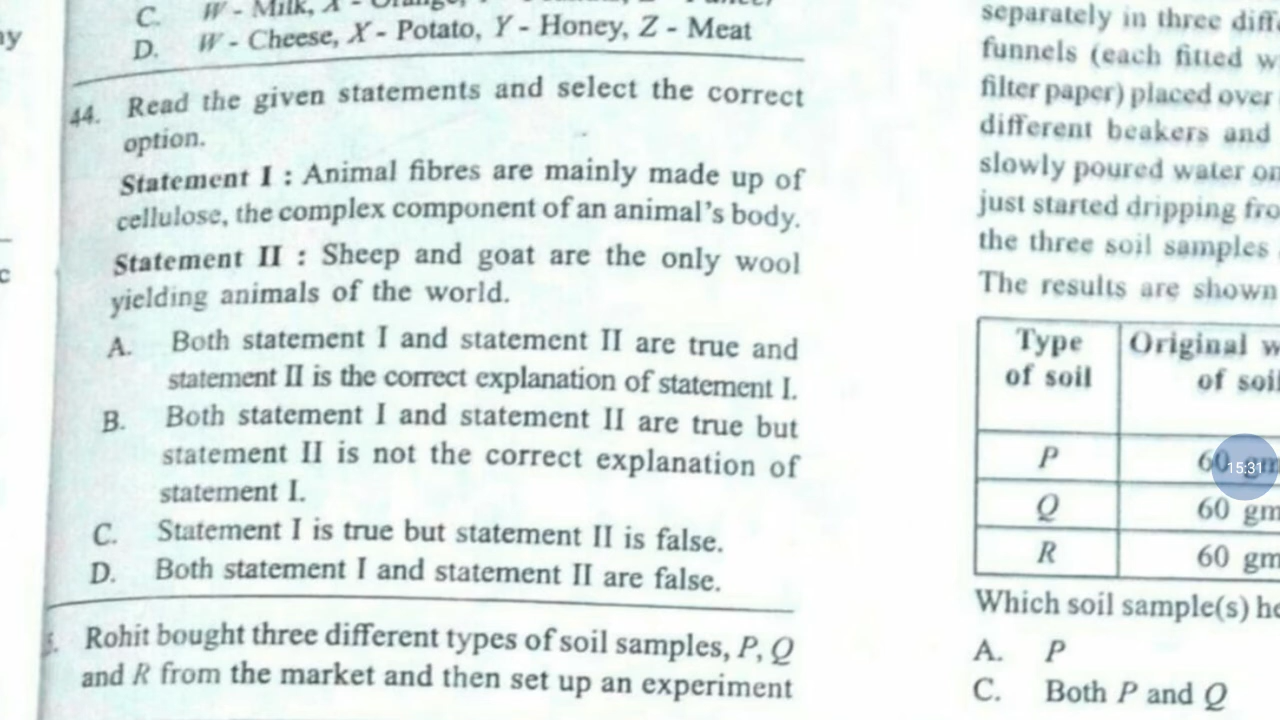 C. W - Milk, X -
D. W - Cheese, X - Potato, Y - Honey, Z - Meat
44. Read the given statements and select the correct
option.
Statement I : Animal fibres are mainly made up of
cellulose, the complex component of an animal's body.
Statement II : Sheep and goat are the only wool
yielding animals of the world.
A. Both statement I and statement II are true and
statement II is the correct explanation of statement I.
B. Both statement I and statement II are true but
statement II is not the correct explanation of
statement I.
C. Statement I is true but statement II is false.
D. Both statement I and statement II are false.
Rohit bought three different types of soil samples, P, Q
and R from the market and then set up an experiment
separately in three
funnels (each fitted
filter paper) placed over
different beakers and
slowly poured water
just started dripping
the three soil samples
The results are shown
Type Original
of soil of
P 60
Q 60 gm
R 60 gm
15:31
Which soil sample(s)
A. P
C. Both P and Q